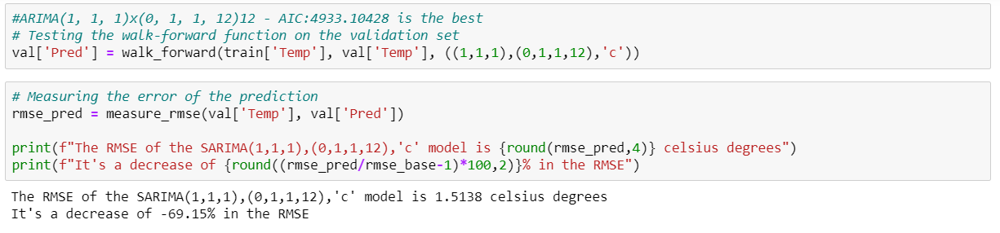 #ARIMA(1, 1, 1)x(0, 1, 1, 12)12 - AIC:4933.10428 is the best
# Testing the walk-forward function on the validation set
val['Pred'] = walk_forward(train['Temp'], val['Temp'], ((1,1,1),(0,1,1,12),'c'))
# Measuring the error of the prediction
rmse_pred = measure_rmse(val['Temp'], val['Pred'])
print(f"The RMSE of the SARIMA(1,1,1),(0,1,1,12),'c' model is {round(rmse_pred,4)} celsius degrees")
print(f"It's a decrease of {round((rmse_pred/rmse_base-1)*100,2)}% in the RMSE")
The RMSE of the SARIMA(1,1,1),(0,1,1,12),'c' model is 1.5138 celsius degrees
It's a decrease of -69.15% in the RMSE